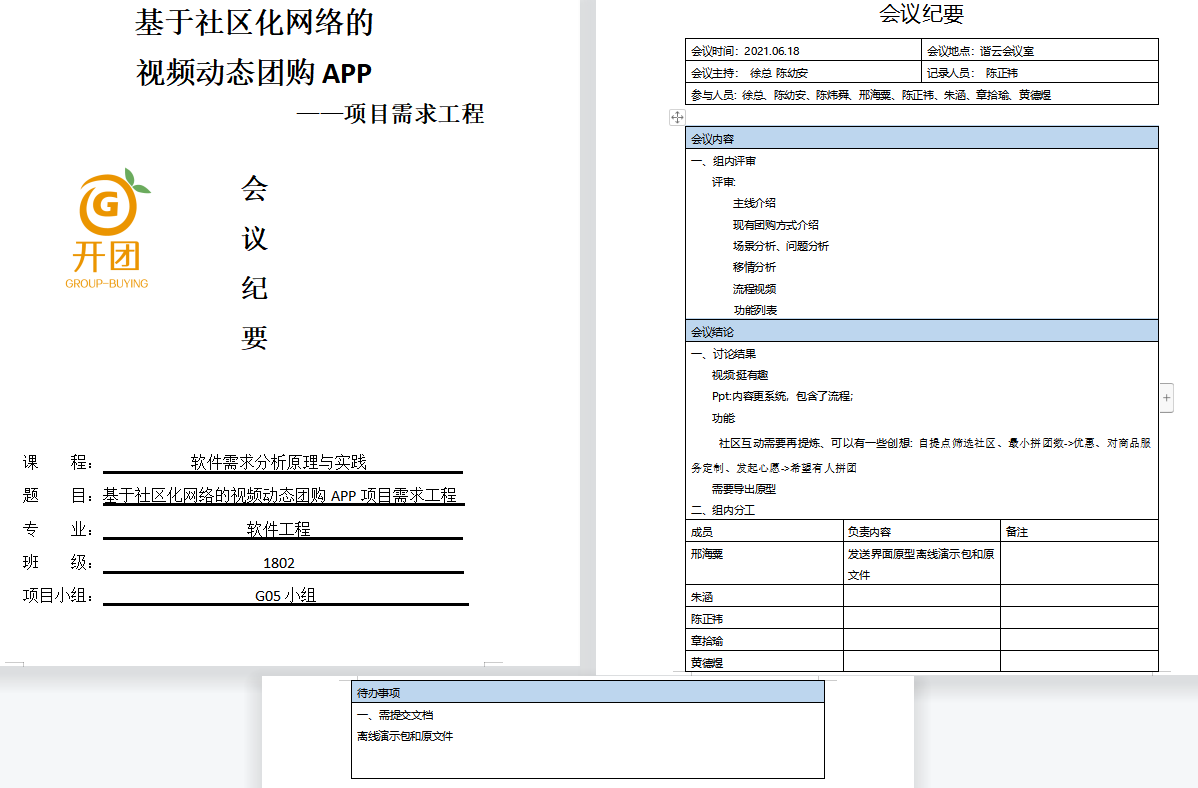 基于社区化网络的
视频动态团购 APP
——项目需求工程
G
开团
GROUP-BUYING
会
议
纪
要
课 程： 软件需求分析原理与实践
题 目：基于社区化网络的视频动态团购 APP 项目需求工程
专 业： 软件工程
班 级： 1802
项目小组： G05 小组
会议纪要
会议时间：2021.06.18 会议地点：谐云会议室
会议主持： 徐总 陈幼安 记录人员： 陈正祎
参与人员：徐总、陈幼安、陈炜舜、邢海粟、陈正祎、朱涵、章拾瑜、黄德煜
会议内容
一、组内评审
评审:
主线介绍
现有团购方式介绍
场景分析、问题分析
移情分析
流程视频
功能列表
会议结论
一、讨论结果
视频:挺有趣
Ppt:内容更系统，包含了流程;
功能:
社区互动需要再提炼、可以有一些创想: 自提点筛选社区、最小拼团数->优惠、对商品服
务定制、发起心愿->希望有人拼团
需要导出原型
二、组内分工
成员 负责内容 备注
邢海粟 发送界面原型离线演示包和原
文件
朱涵
陈正祎
章拾瑜
黄德煜
待办事项
一、需提交文档
离线演示包和原文件